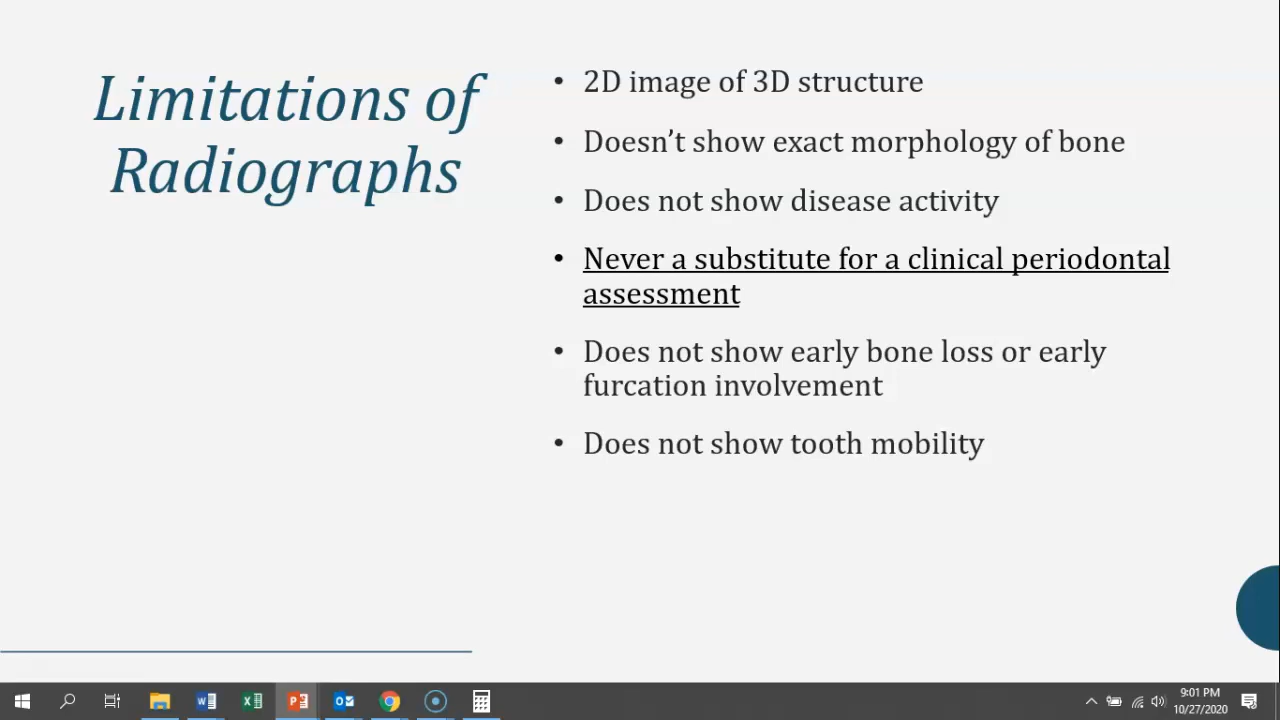 Limitations of
Radiographs
• 2D image of 3D structure
• Doesn’t show exact morphology of bone
• Does not show disease activity
• Never a substitute for a clinical periodontal
assessment
• Does not show early bone loss or early
furcation involvement
• Does not show tooth mobility
9:01 PM
10/27/2020